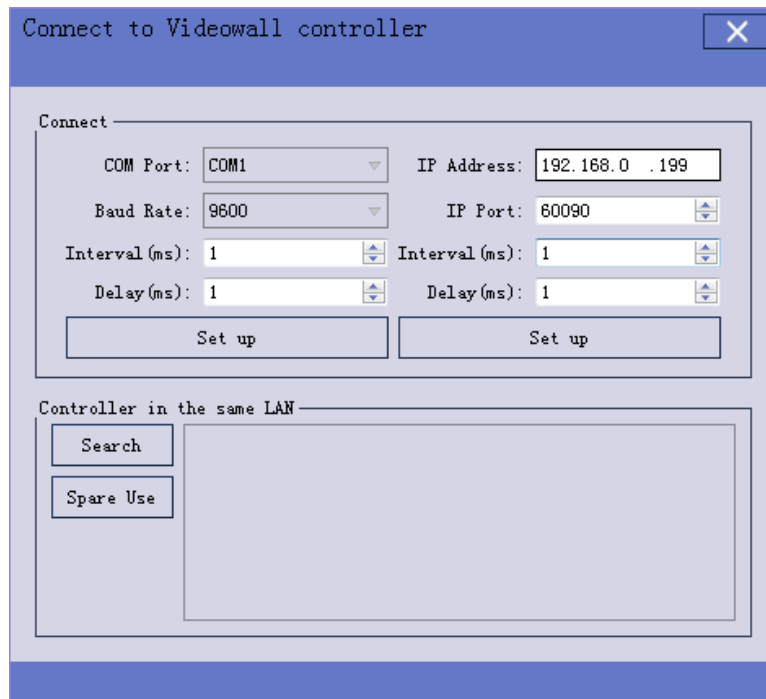 Connect to Videowall controller
Connect
COM Port: COM1 IP Address: 192.168.0 .199
Baud Rate: 9600 IP Port: 60090
Interval(ms): 1 Interval(ms): 1
Delay(ms): 1 Delay(ms): 1
Set up Set up
Controller in the same LAN
Search
Spare Use